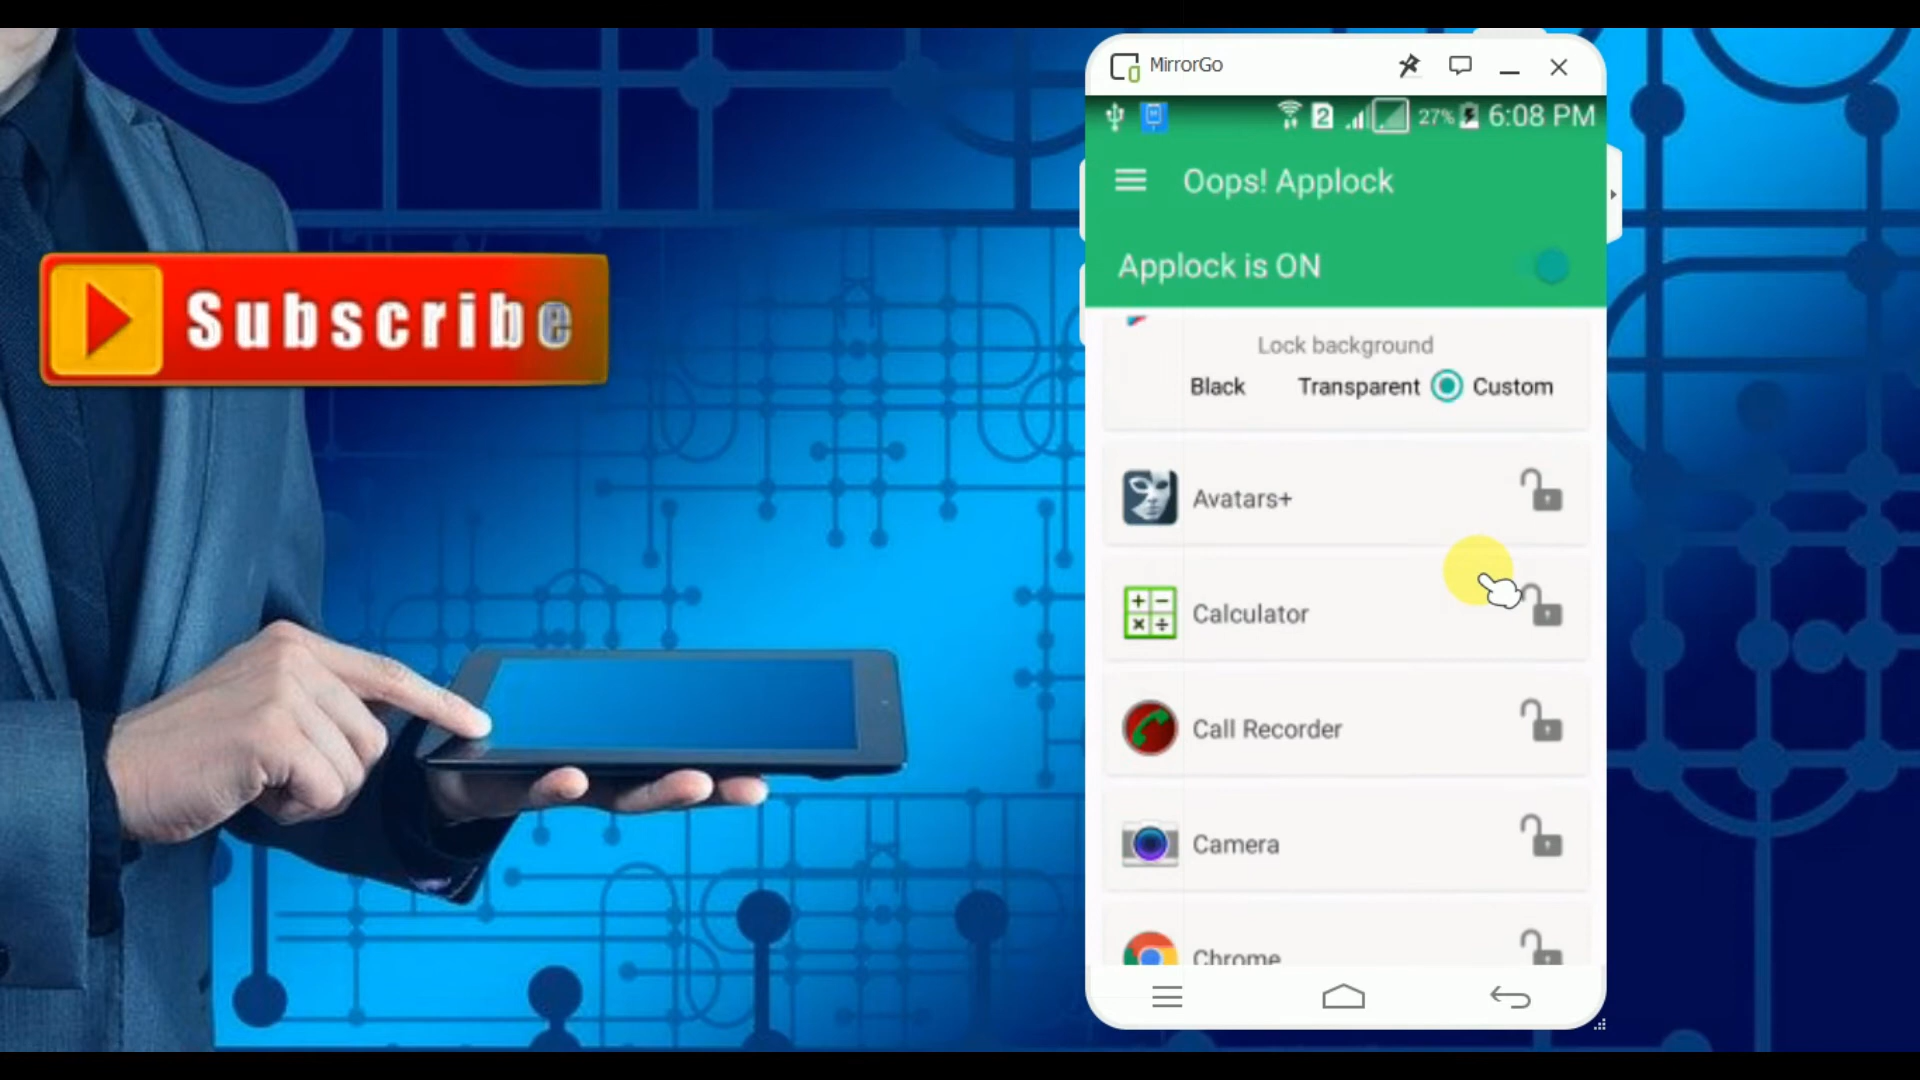 MirrorGo
2 27% 6:08 PM
Oops! Applock
Applock is ON
Subscribe
Lock background
Black Transparent Custom
Avatars+
Calculator
Call Recorder
Camera
Chrome